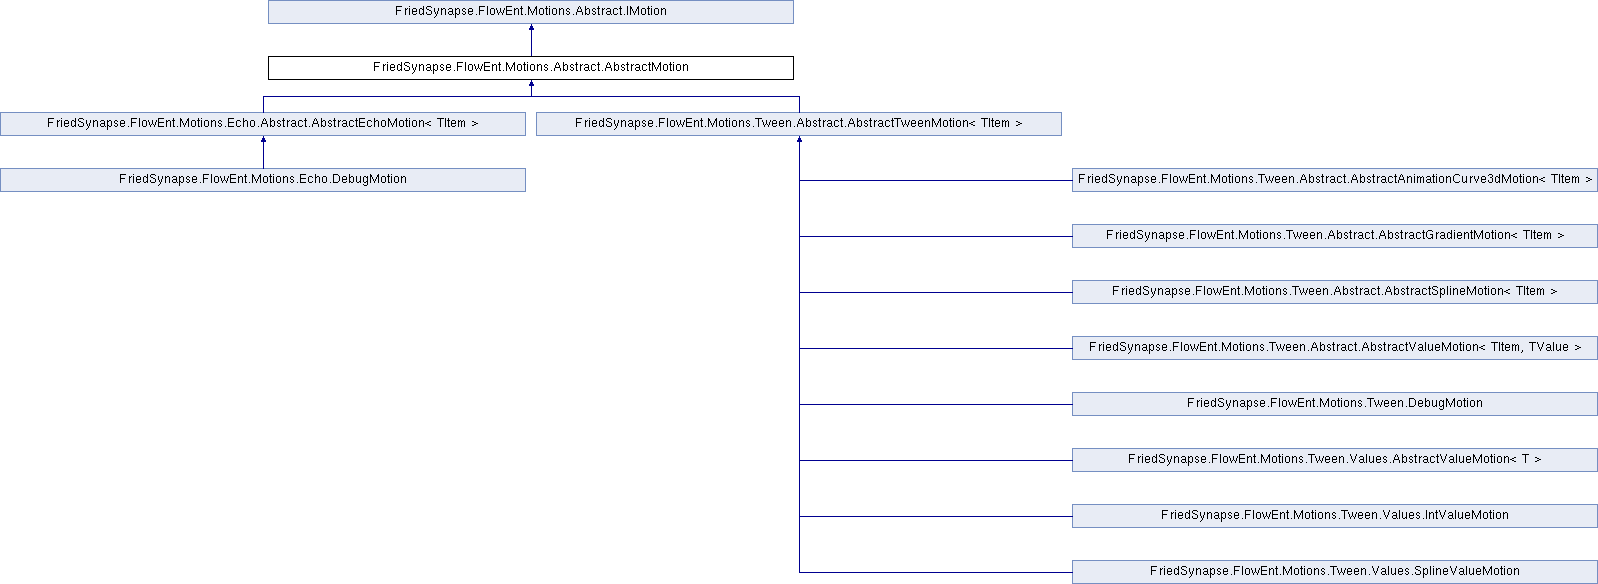 FriedSynapse.FlowEnt.Motions.Abstract.IMotion
FriedSynapse.FlowEnt.Motions.Abstract.AbstractMotion
FriedSynapse.FlowEnt.Motions.Echo.Abstract.AbstractEchoMotion< TItem >
FriedSynapse.FlowEnt.Motions.Tween.Abstract.AbstractTweenMotion< TItem >
FriedSynapse.FlowEnt.Motions.Echo.DebugMotion
FriedSynapse.FlowEnt.Motions.Tween.Abstract.AbstractAnimationCurve3dMotion< TItem >
FriedSynapse.FlowEnt.Motions.Tween.Abstract.AbstractGradientMotion< TItem >
FriedSynapse.FlowEnt.Motions.Tween.Abstract.AbstractSplineMotion< TItem >
FriedSynapse.FlowEnt.Motions.Tween.Abstract.AbstractValueMotion< TItem, TValue >
FriedSynapse.FlowEnt.Motions.Tween.DebugMotion
FriedSynapse.FlowEnt.Motions.Tween.Values.AbstractValueMotion< T >
FriedSynapse.FlowEnt.Motions.Tween.Values.IntValueMotion
FriedSynapse.FlowEnt.Motions.Tween.Values.SplineValueMotion